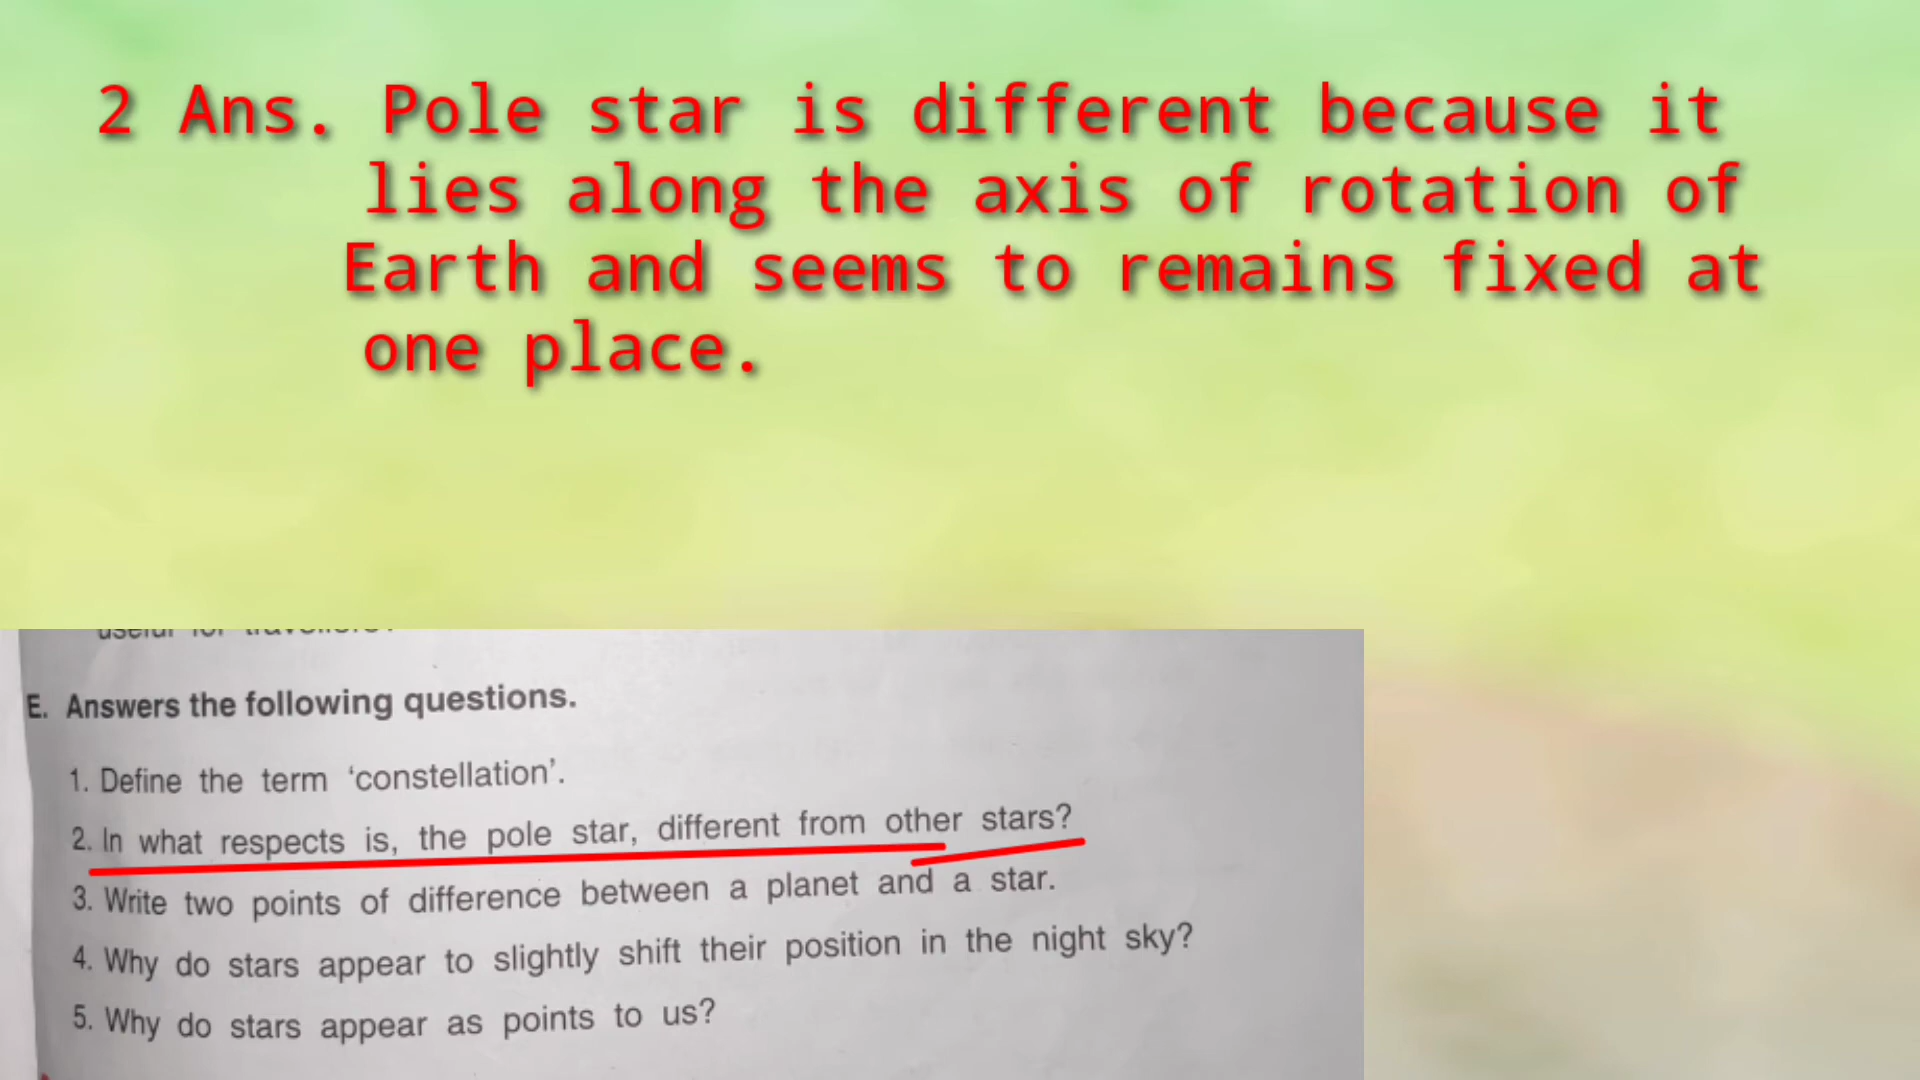 2 Ans. Pole star is different because it
lies along the axis of rotation of
Earth and seems to remains fixed at
one place.
useful for travellers?
E. Answers the following questions.
1. Define the term ‘constellation’.
2. In what respects is, the pole star, different from other stars?
3. Write two points of difference between a planet and a star.
4. Why do stars appear to slightly shift their position in the night sky?
5. Why do stars appear as points to us?